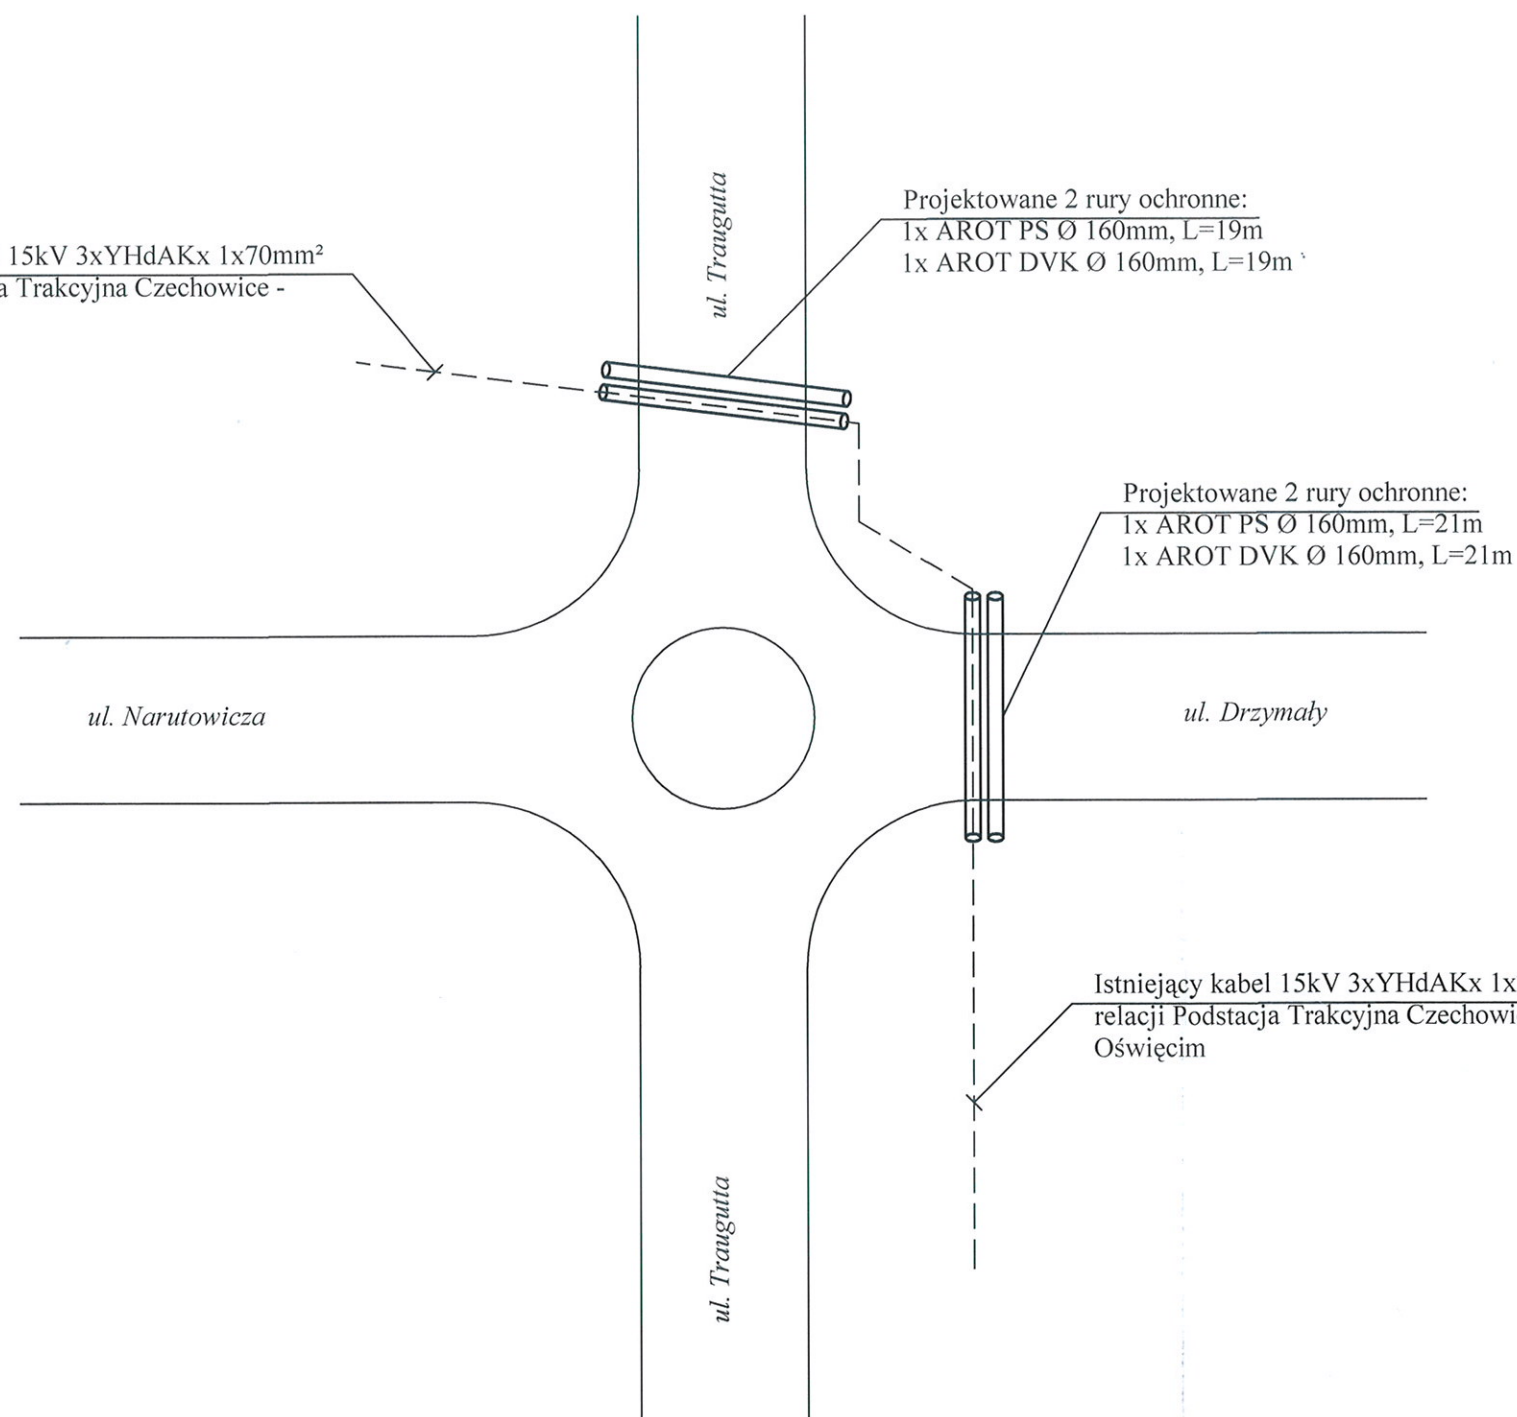 ul. Traugutta
Projektowane 2 rury ochronne:
1x AROT PS Ø 160mm, L=19m
1x AROT DVK Ø 160mm, L=19m
15kV 3xYHdAKx 1x70mm²
a Trakcyjna Czechowice -
Projektowane 2 rury ochronne:
1x AROT PS Ø 160mm, L=21m
1x AROT DVK Ø 160mm, L=21m
ul. Narutowicza
ul. Drzymały
Istniejący kabel 15kV 3xYHdAKx 1x
relacji Podstacja Trakcyjna Czechowi
Oświęcim
ul. Traugutta